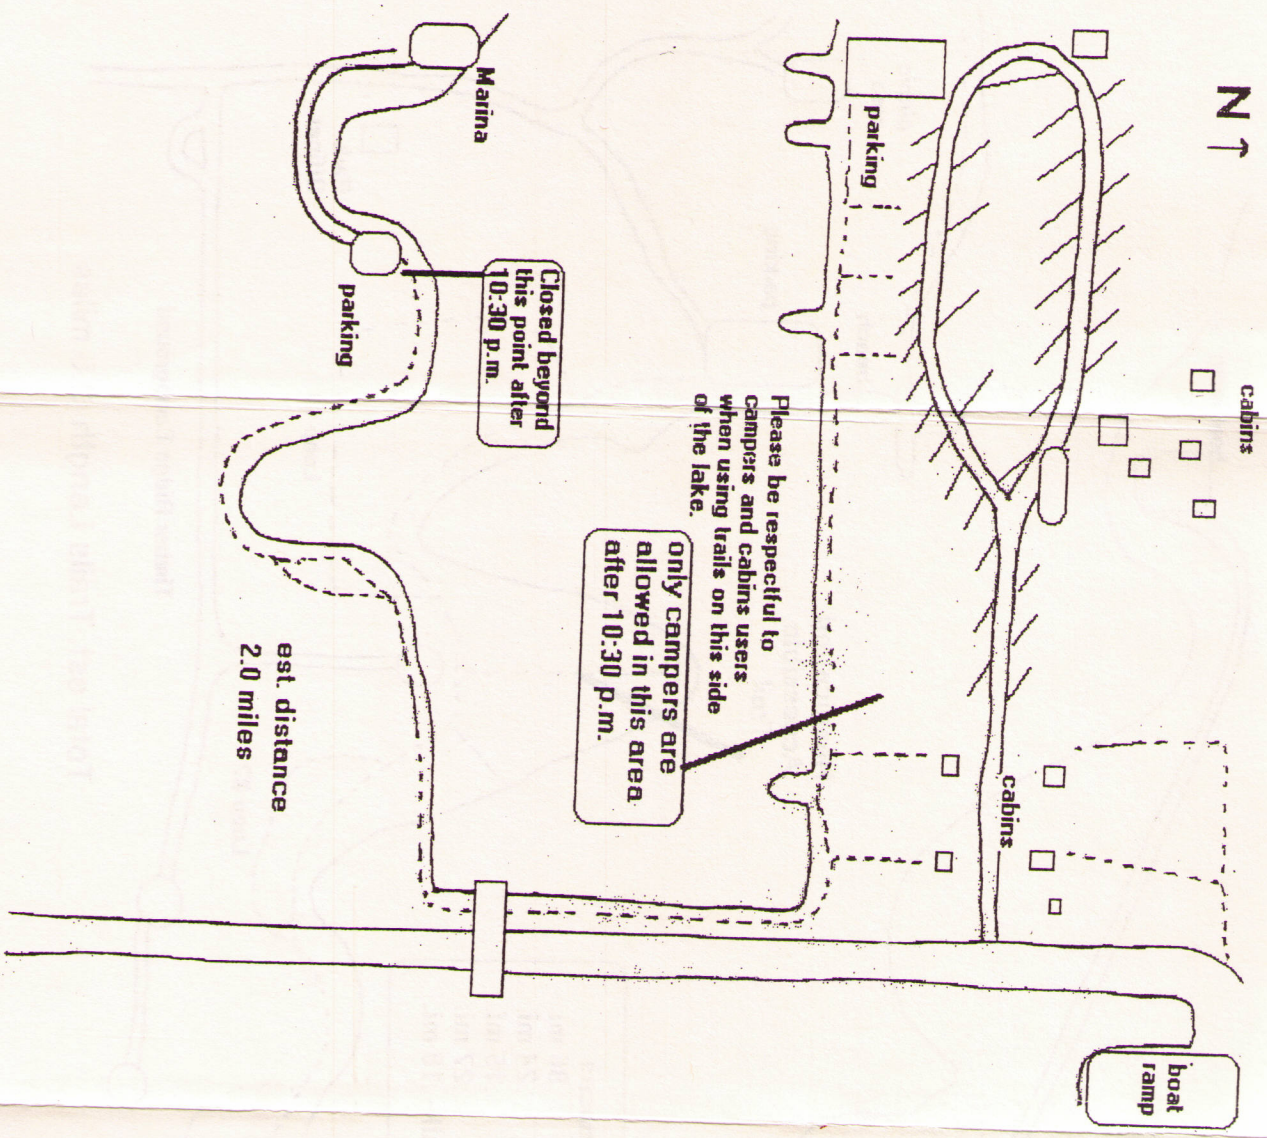 N ↑
cabins
boat
ramp
cabins
parking
Please be respectful to
campers and cabins users
when using trails on this side
of the lake.
only campers are
allowed in this area
after 10:30 p.m.
Closed beyond
this point after
10:30 p.m.
Marina
parking
est. distance
2.0 miles